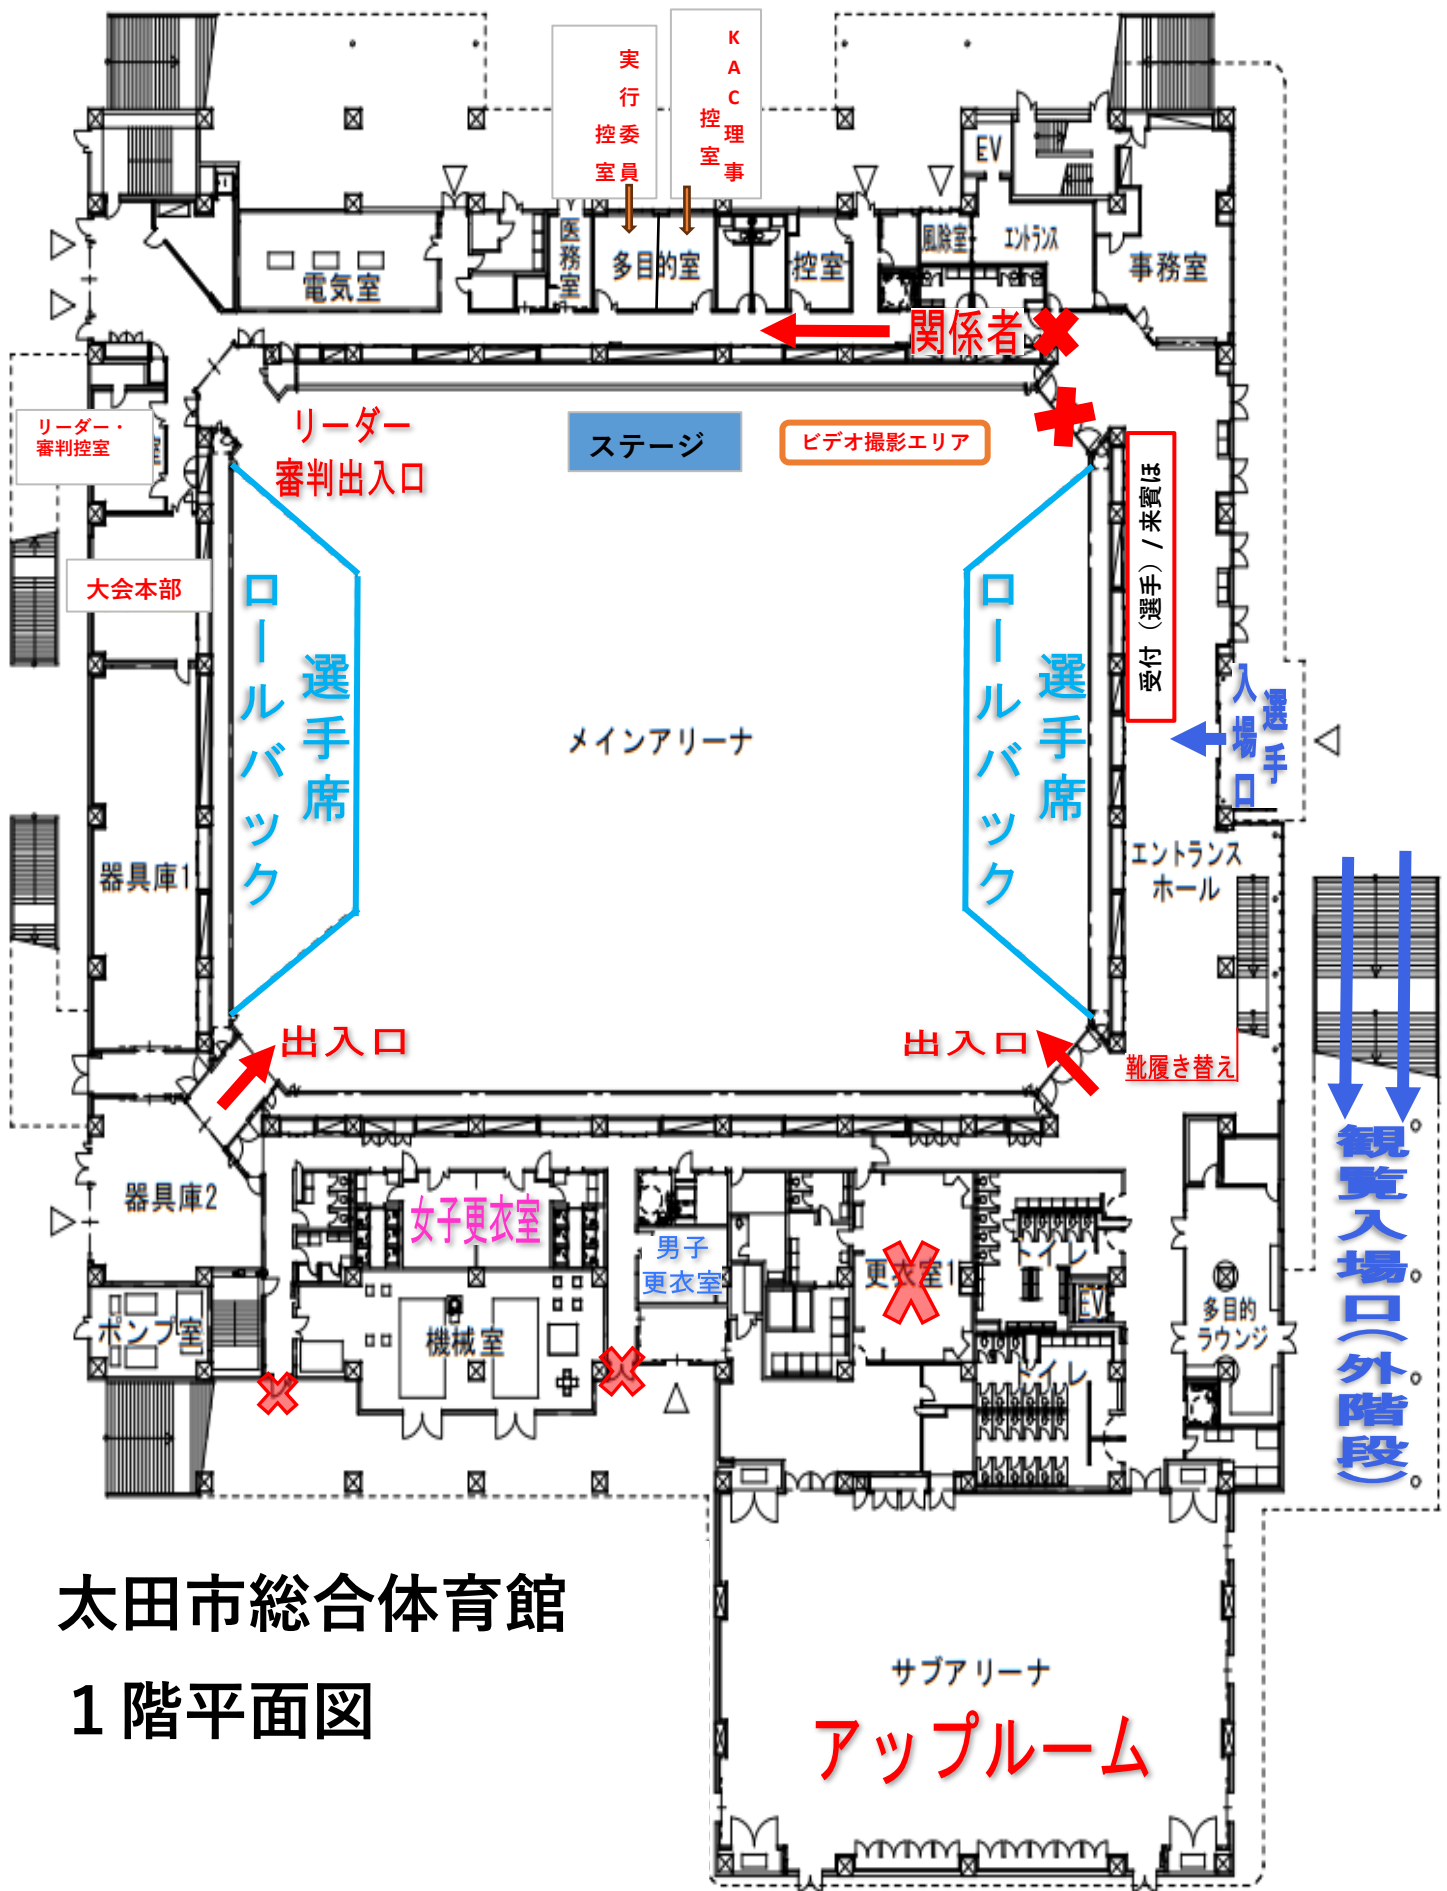 実行委員
控室
KAC理事
控室
EV
医務室
多目的室
控室
風除室
エントランス
事務室
電気室
関係者
リーダー・
審判控室
リーダー
審判出入口
ステージ
ビデオ撮影エリア
受付（選手）/来賓ほ
大会本部
ロールバック
選手席
ロールバック
選手席
メインアリーナ
選手
入場口
エントランス
ホール
器具庫1
出入口
出入口
靴履き替え
観覧入場口(外階段)
器具庫2
女子更衣室
男子
更衣室
更衣室1
トイレ
EV
多目的
ラウンジ
ポンプ室
機械室
トイレ
太田市総合体育館
１階平面図
サブアリーナ
アップルーム